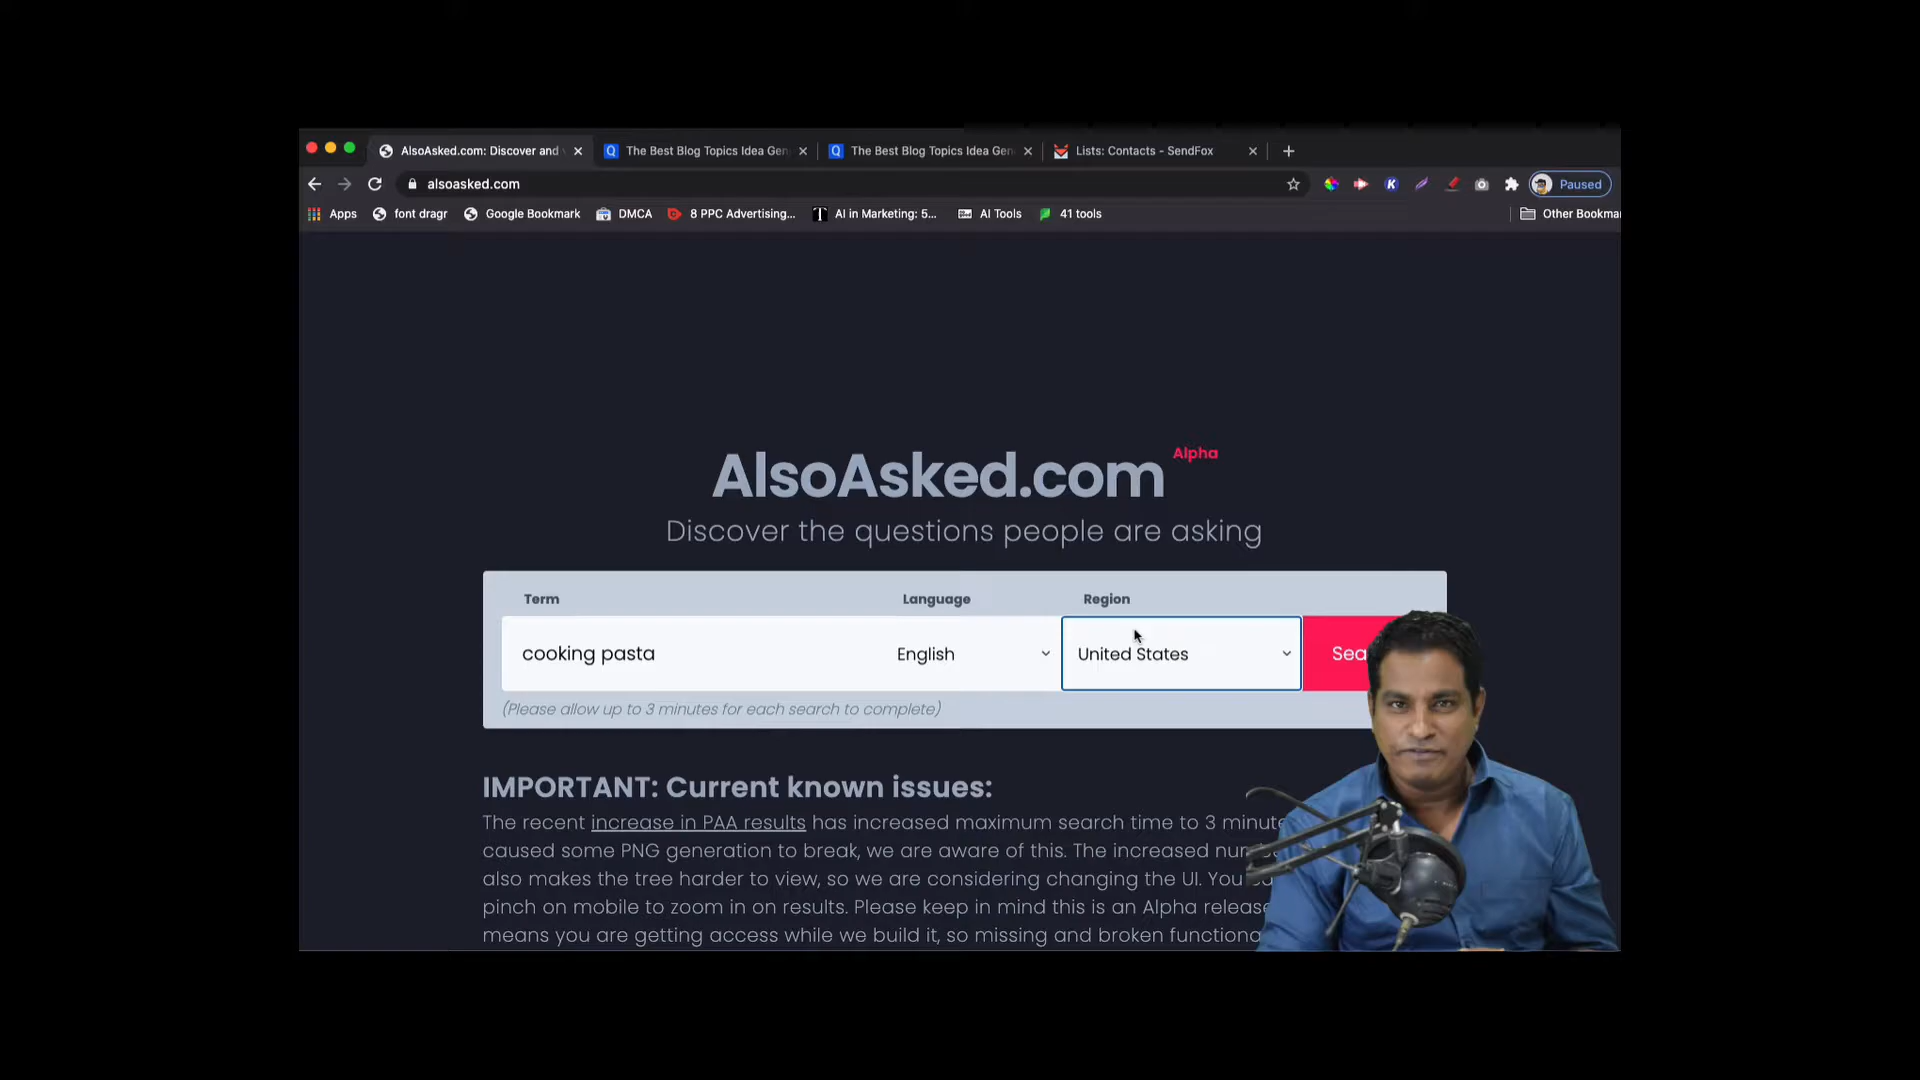 AlsoAsked.com: Discover and
The Best Blog Topics Idea Gen
The Best Blog Topics Idea Gen
Lists: Contacts - SendFox
alsoasked.com
Paused
Apps
font dragr
Google Bookmark
DMCA
8 PPC Advertising...
AI in Marketing: 5...
AI Tools
41 tools
Other Bookmar
AlsoAsked.com Alpha
Discover the questions people are asking
Term Language Region
cooking pasta English United States Sea
(Please allow up to 3 minutes for each search to complete)
IMPORTANT: Current known issues:
The recent increase in PAA results has increased maximum search time to 3 minute
caused some PNG generation to break, we are aware of this. The increased num
also makes the tree harder to view, so we are considering changing the UI. You
pinch on mobile to zoom in on results. Please keep in mind this is an Alpha release
means you are getting access while we build it, so missing and broken functiona